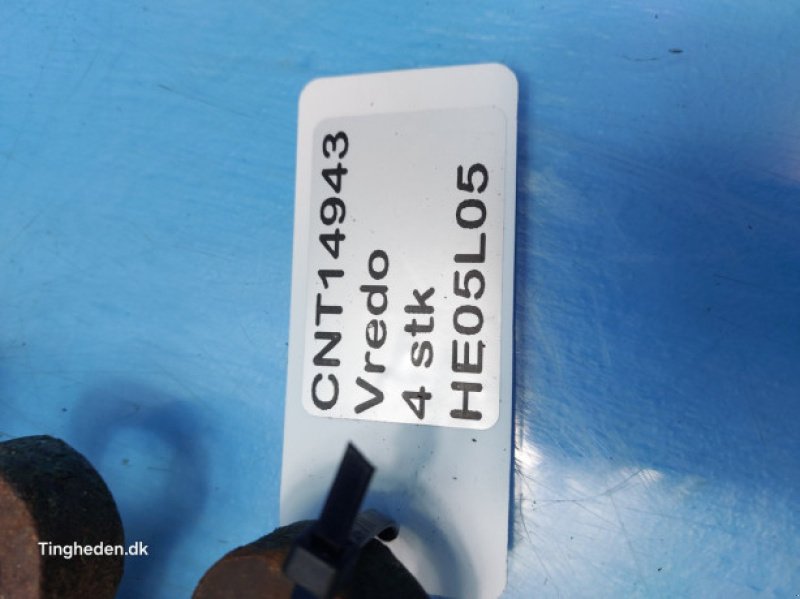 CNT14943
Vredo
4 stk
HE05L05
Tingheden.dk